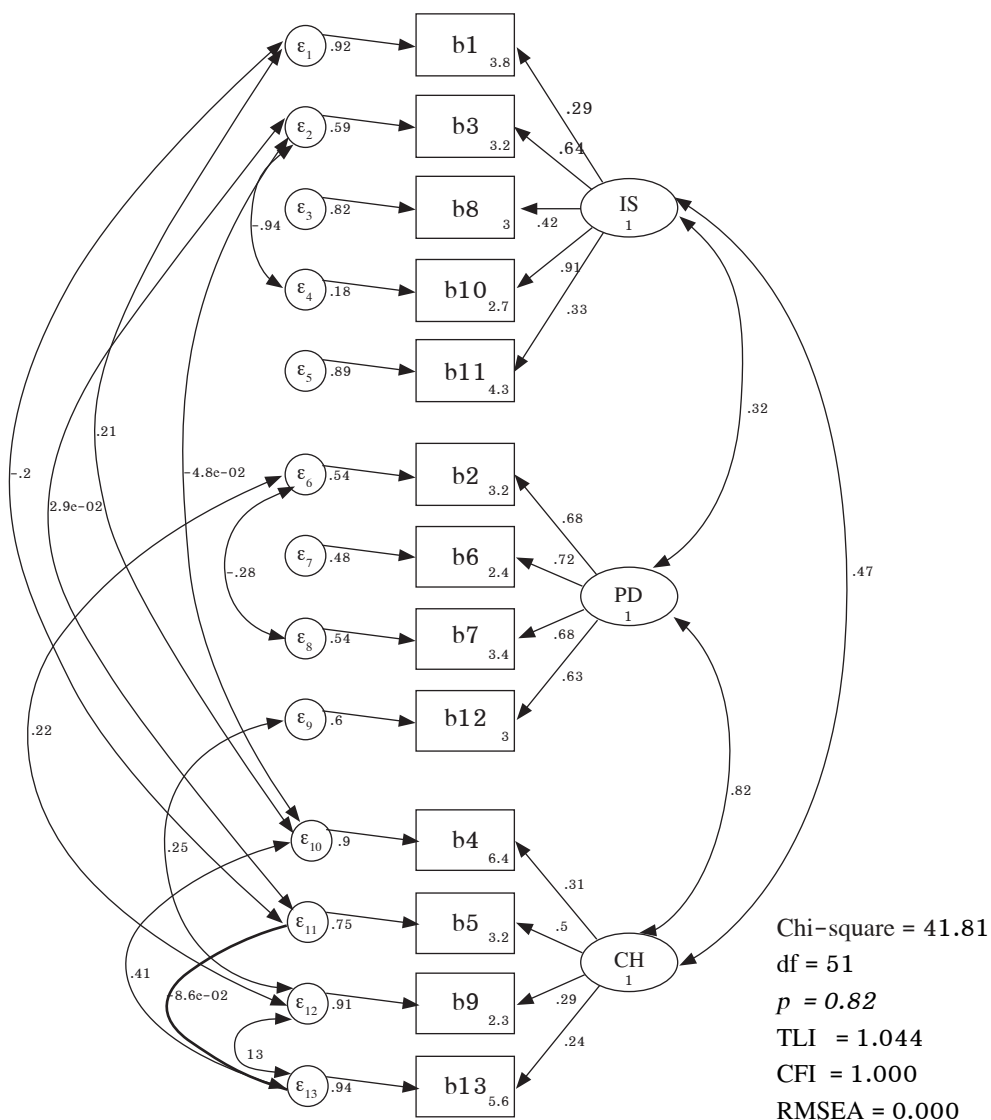 ε1 .92 b1 3.8
.29
ε2 .59 b3 3.2
.64
ε3 .82 b8 3
.42
IS
1
-.94
ε4 .18 b10 2.7
.91
.33
ε5 .89 b11 4.3
.32
.21
-.2
-4.8e-02
2.9e-02
ε6 .54 b2 3.2
.68
ε7 .48 b6 2.4
.72
-.28
.47
PD
1
ε8 .54 b7 3.4
.68
.63
ε9 .6 b12 3
.22
.82
ε10 .9 b4 6.4
.25
.31
ε11 .75 b5 3.2
.5
CH
1
.41
-8.6e-02
ε12 .91 b9 2.3
.29
.24
13
ε13 .94 b13 5.6
Chi-square = 41.81
df = 51
p = 0.82
TLI = 1.044
CFI = 1.000
RMSEA = 0.000